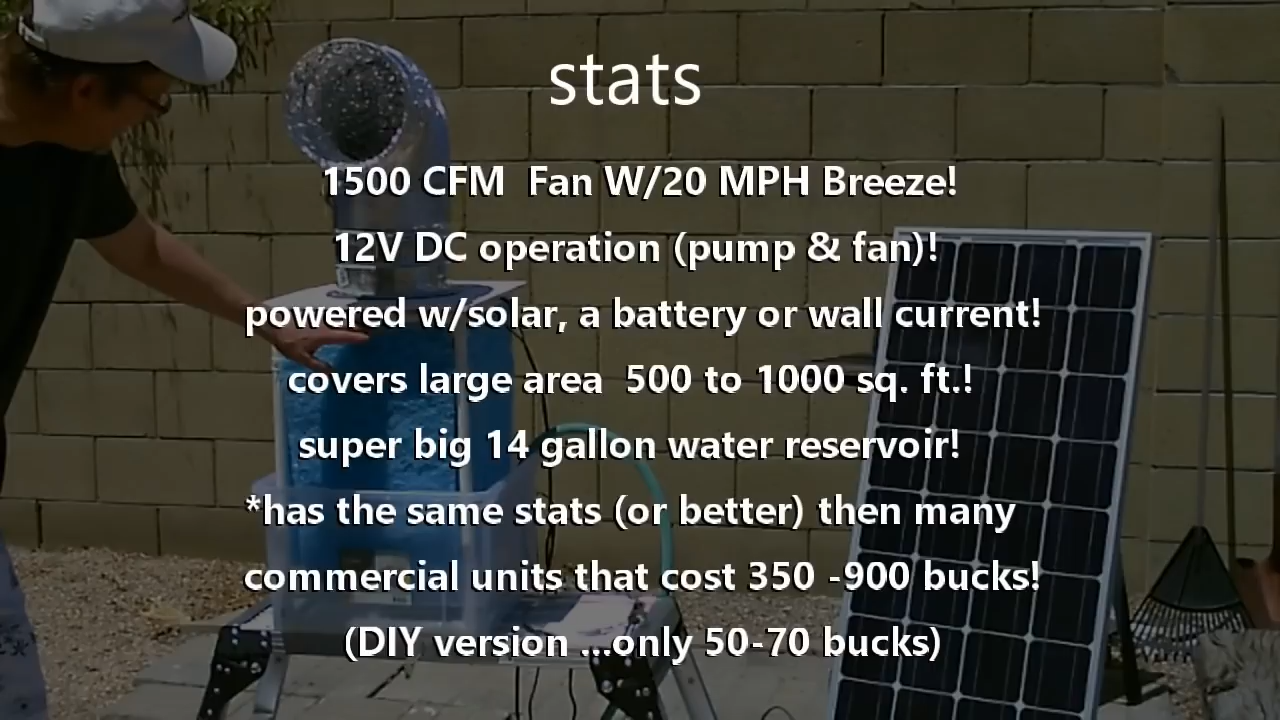 stats
1500 CFM  Fan W/20 MPH Breeze!
12V DC operation (pump & fan)!
powered w/solar, a battery or wall current!
covers large area  500 to 1000 sq. ft.!
super big 14 gallon water reservoir!
*has the same stats (or better) then many
commercial units that cost 350 -900 bucks!
(DIY version ...only 50-70 bucks)